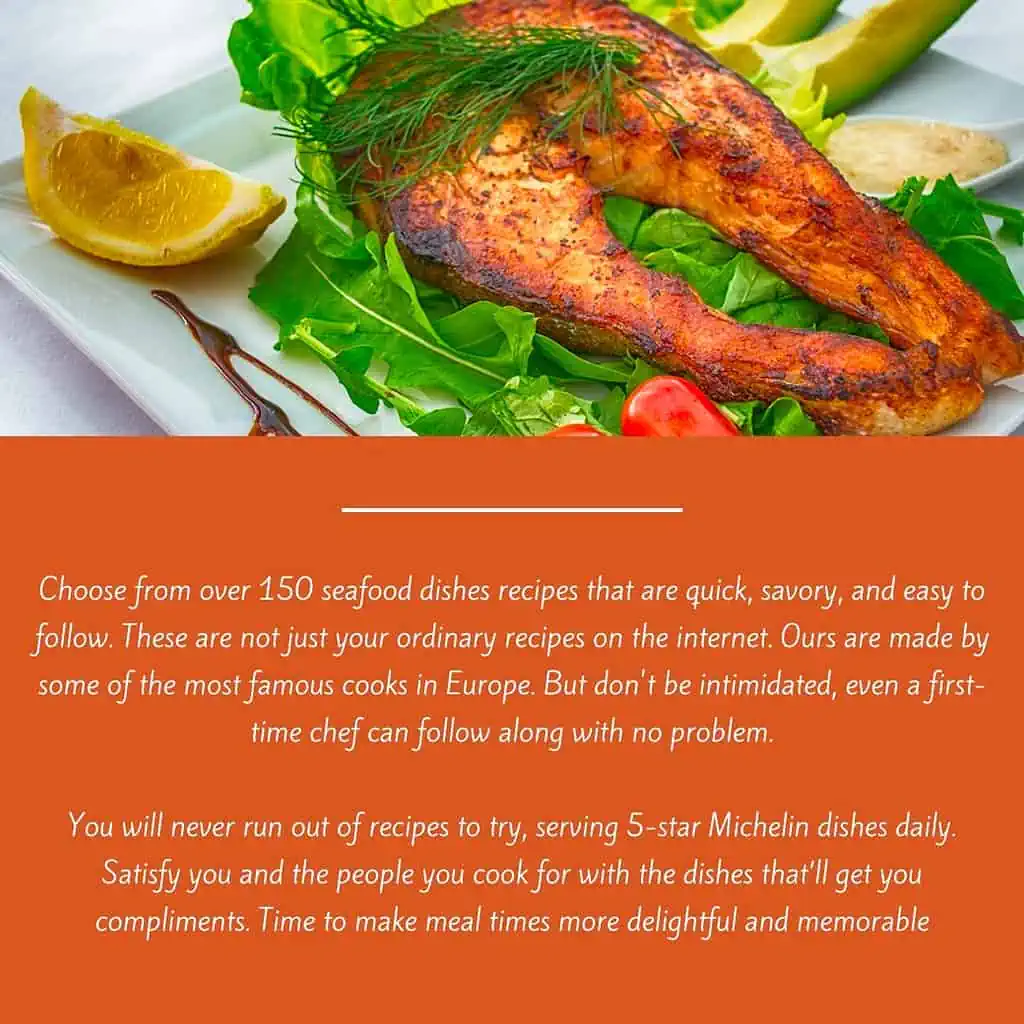 Choose from over 150 seafood dishes recipes that are quick, savory, and easy to
follow. These are not just your ordinary recipes on the internet. Ours are made by
some of the most famous cooks in Europe. But don't be intimidated, even a first-
time chef can follow along with no problem.
You will never run out of recipes to try, serving 5-star Michelin dishes daily.
Satisfy you and the people you cook for with the dishes that'll get you
compliments. Time to make meal times more delightful and memorable